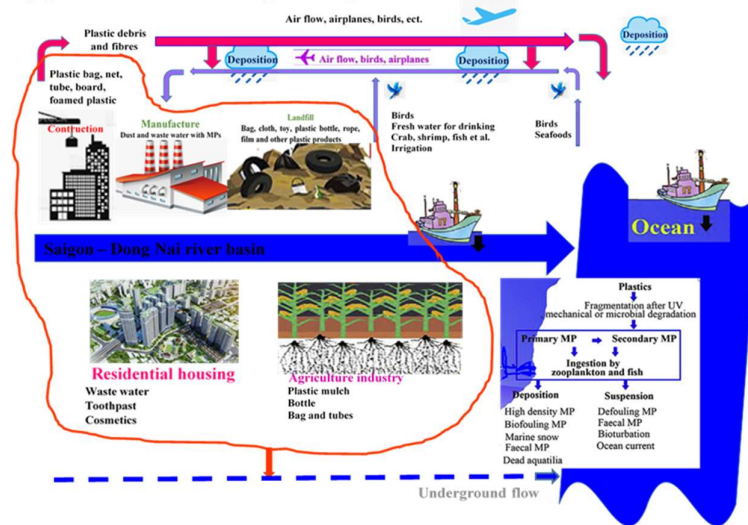 Air flow, airplanes, birds, ect.
Plastic debris
and fibres
Deposition
Deposition
Air flow, birds, airplanes
Deposition
Plastic bag, net,
tube, board,
foamed plastic
Contruction
Manufacture
Dust and waste water with MPs
Landfill
Bag, cloth, toy, plastic bottle, rope,
film and other plastic products
Birds
Fresh water for drinking
Crab, shrimp, fish et al.
Irrigation
Birds
Seafoods
Saigon – Dong Nai river basin
Ocean
Residential housing
Waste water
Toothpast
Cosmetics
Agriculture industry
Plastic mulch
Bottle
Bag and tubes
Plastics
Fragmentation after UV
mechanical or microbial degradation
Primary MP
Secondary MP
Ingestion by
zooplankton and fish
Deposition
High density MP
Biofouling MP
Marine snow
Faecal MP
Dead aquatilia
Suspension
Defouling MP
Faecal MP
Bioturbation
Ocean current
Underground flow